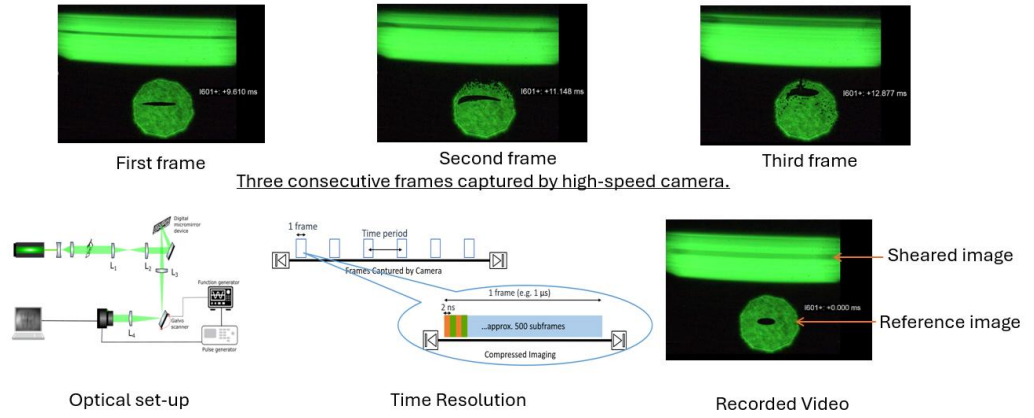 I601+: +9.610 ms
I601+: +11.148 ms
I601+: +12.877 ms
First frame
Second frame
Third frame
Three consecutive frames captured by high-speed camera.
Digital
micromirror
device
L1
L2
L3
Function generator
Galvo
scanner
L4
Pulse generator
1 frame
Time period
Frames Captured by Camera
1 frame (e.g. 1 µs)
2 ns
...approx. 500 subframes
Compressed Imaging
Sheared image
I601+: +0.000 ms
Reference image
Optical set-up
Time Resolution
Recorded Video